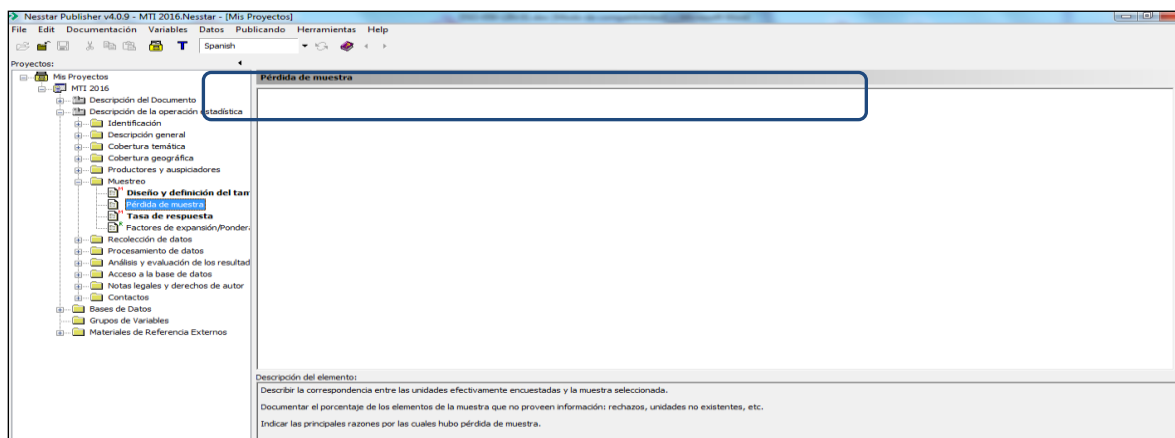 Nesstar Publisher v4.0.9 - MTI 2016.Nesstar - [Mis Proyectos]
File Edit Documentación Variables Datos Publicando Herramientas Help
T Spanish
Proyectos:
Mis Proyectos
MTI 2016
Descripción del Documento
Descripción de la operación estadística
Identificación
Descripción general
Cobertura temática
Cobertura geográfica
Productores y auspiciadores
Muestreo
Diseño y definición del tam
Pérdida de muestra
Tasa de respuesta
Factores de expansión/Ponder
Recolección de datos
Procesamiento de datos
Análisis y evaluación de los resultad
Acceso a la base de datos
Notas legales y derechos de autor
Contactos
Bases de Datos
Grupos de Variables
Materiales de Referencia Externos
Pérdida de muestra
Descripción del elemento:
Describir la correspondencia entre las unidades efectivamente encuestadas y la muestra seleccionada.
Documentar el porcentaje de los elementos de la muestra que no proveen información: rechazos, unidades no existentes, etc.
Indicar las principales razones por las cuales hubo pérdida de muestra.